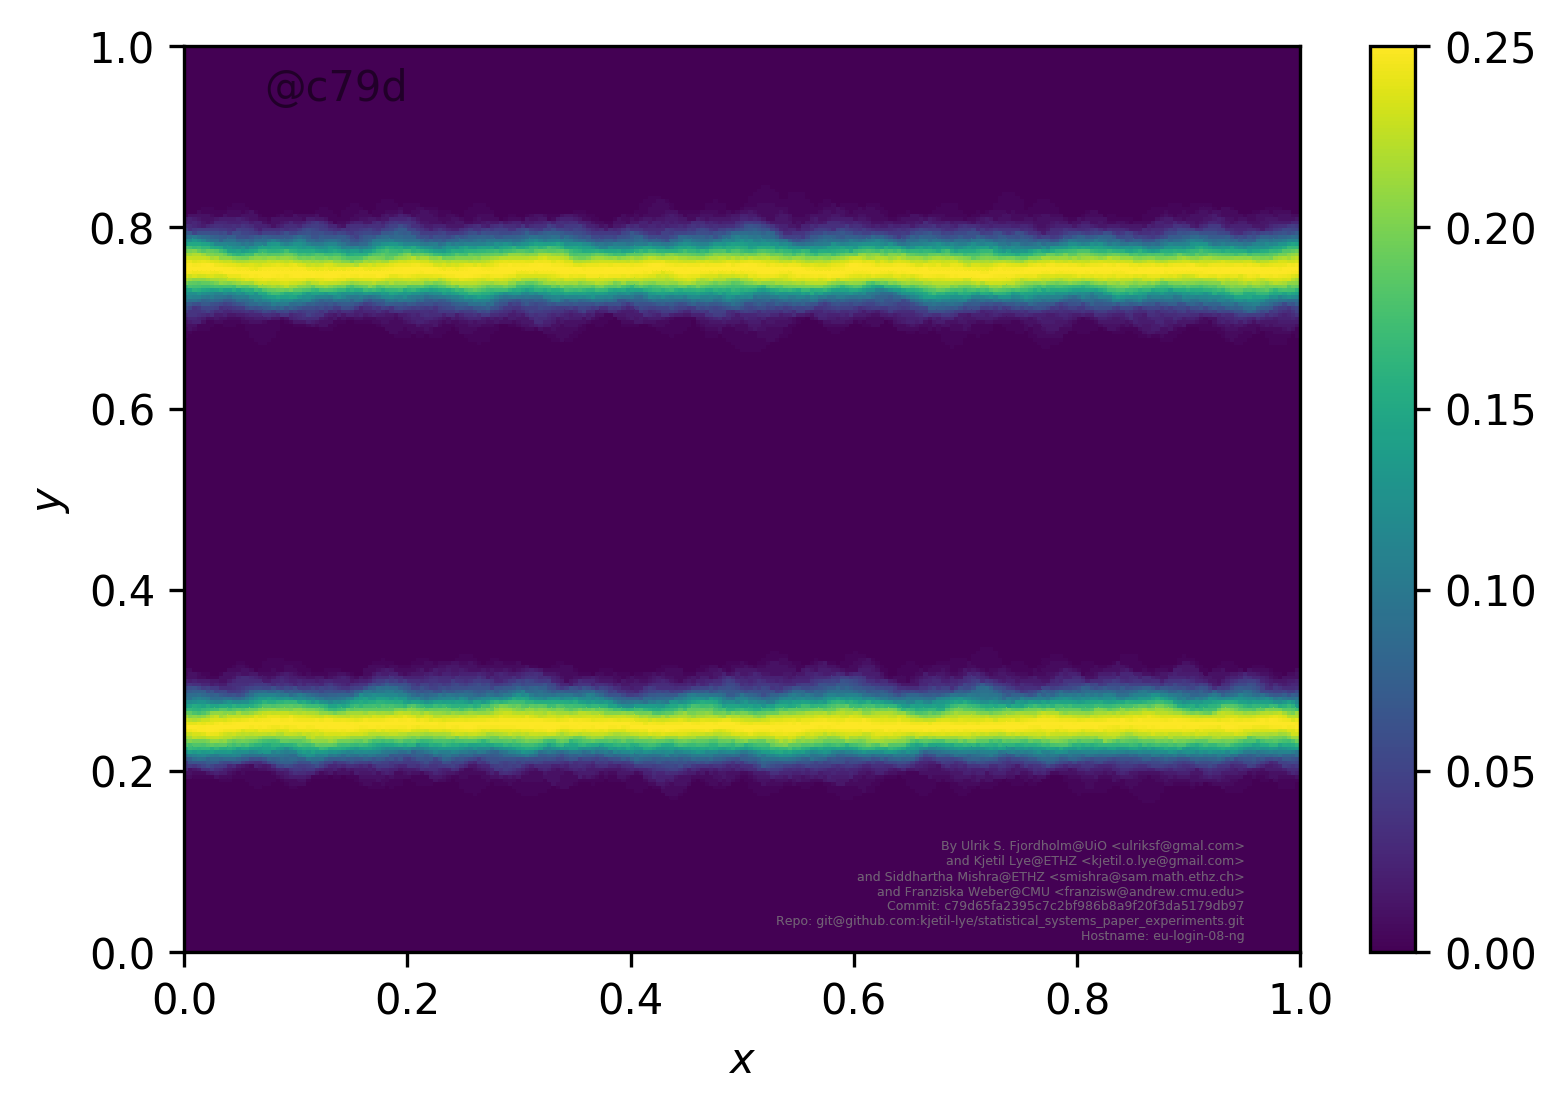 @c79d
1.0
0.8
0.6
0.4
0.2
0.0
y
0.0 0.2 0.4 0.6 0.8 1.0
x
0.25
0.20
0.15
0.10
0.05
0.00
By Ulrik S. Fjordholm@UiO <ulriksf@gmal.com>
and Kjetil Lye@ETHZ <kjetil.o.lye@gmail.com>
and Siddhartha Mishra@ETHZ <smishra@sam.math.ethz.ch>
and Franziska Weber@CMU <franzisw@andrew.cmu.edu>
Commit: c79d65fa2395c7c2bf986b8a9f20f3da5179db97
Repo: git@github.com:kjetil-lye/statistical_systems_paper_experiments.git
Hostname: eu-login-08-ng